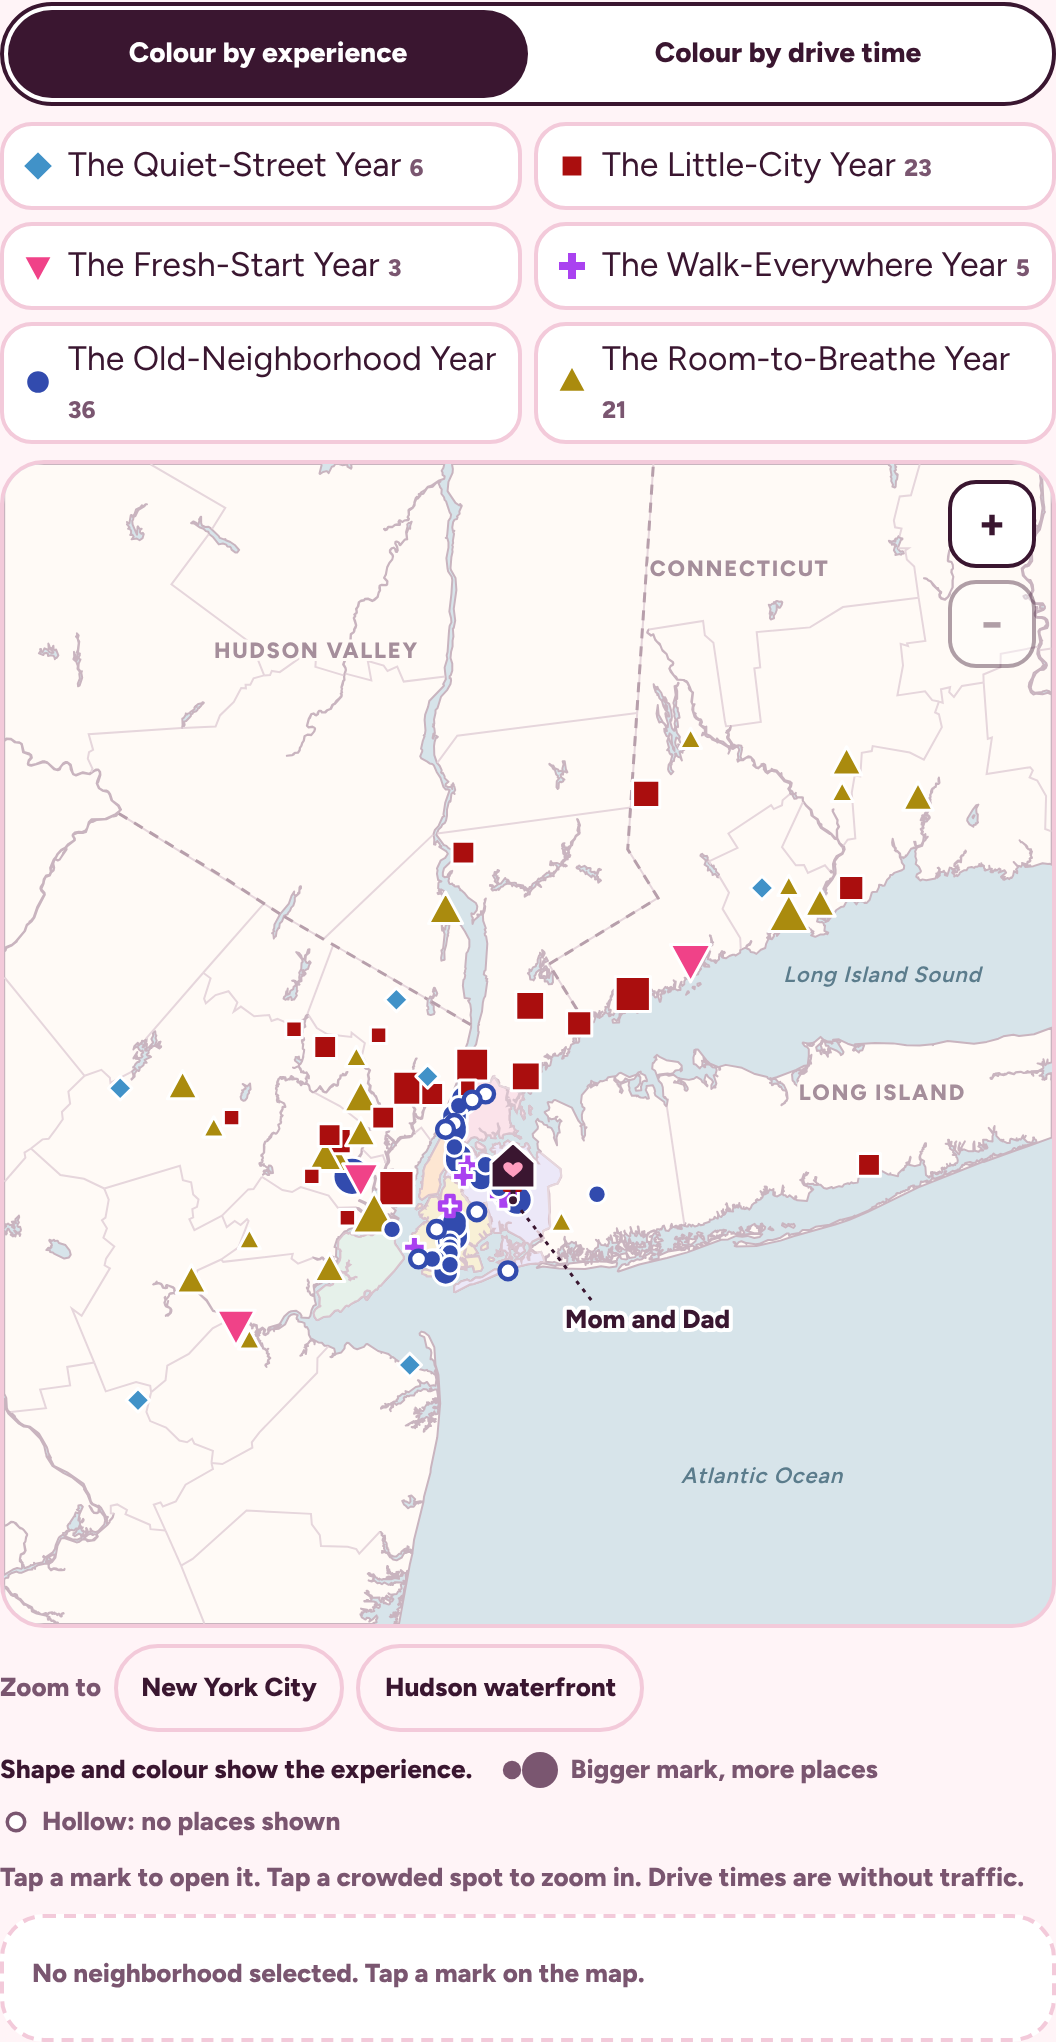 Colour by experience
Colour by drive time
The Quiet-Street Year 6
The Little-City Year 23
The Fresh-Start Year 3
The Walk-Everywhere Year 5
The Old-Neighborhood Year
36
The Room-to-Breathe Year
21
+
−
CONNECTICUT
HUDSON VALLEY
Long Island Sound
LONG ISLAND
Mom and Dad
Atlantic Ocean
Zoom to
New York City
Hudson waterfront
Shape and colour show the experience.
Bigger mark, more places
Hollow: no places shown
Tap a mark to open it. Tap a crowded spot to zoom in. Drive times are without traffic.
No neighborhood selected. Tap a mark on the map.